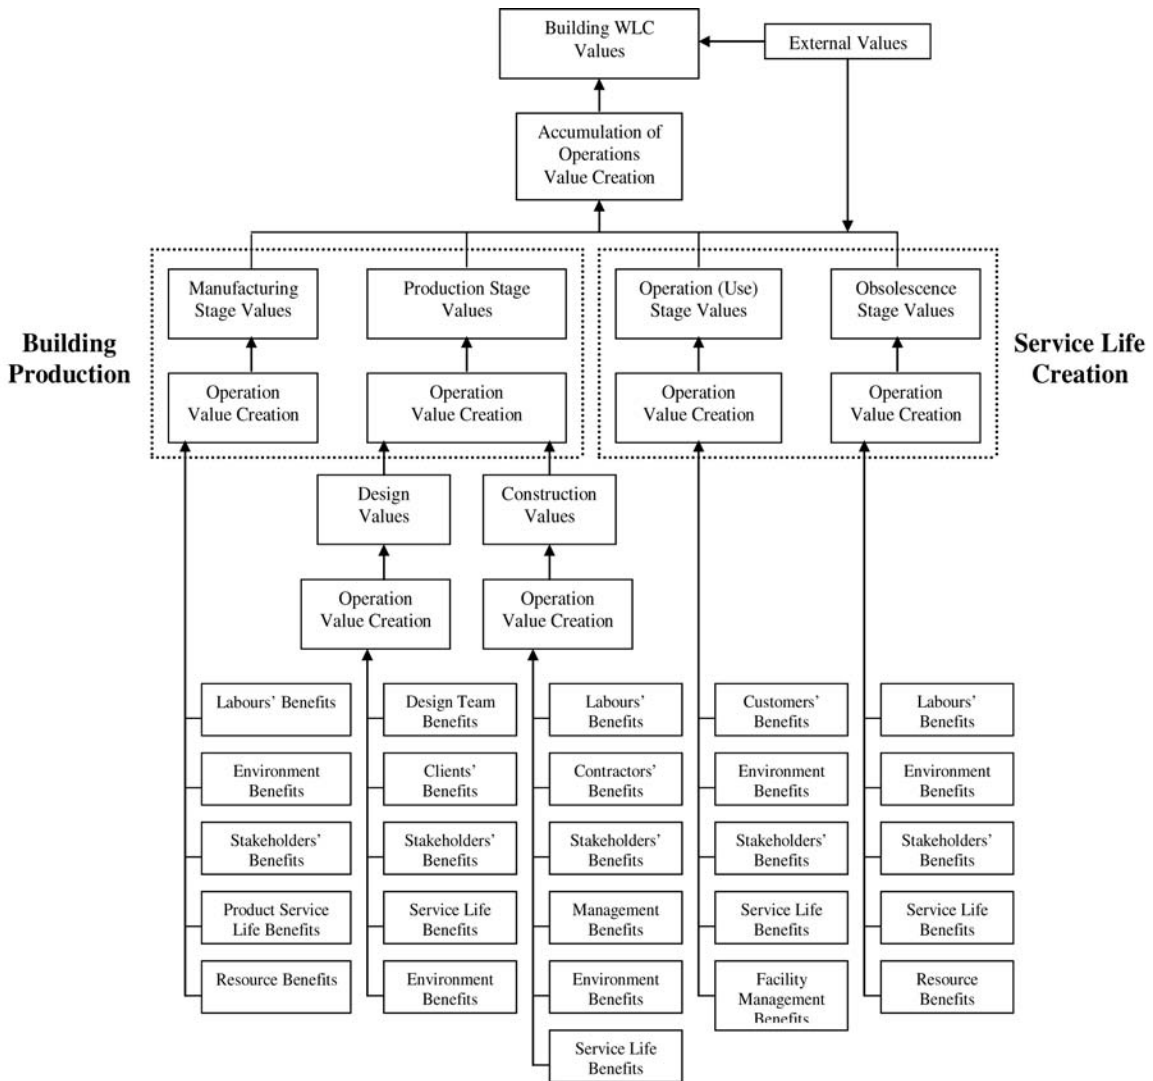 Building WLC
Values
External Values
Accumulation of
Operations
Value Creation
Building
Production
Manufacturing
Stage Values
Production Stage
Values
Operation (Use)
Stage Values
Obsolescence
Stage Values
Service Life
Creation
Operation
Value Creation
Operation
Value Creation
Operation
Value Creation
Operation
Value Creation
Design
Values
Construction
Values
Operation
Value Creation
Operation
Value Creation
Labours' Benefits
Environment
Benefits
Stakeholders'
Benefits
Product Service
Life Benefits
Resource Benefits
Design Team
Benefits
Clients'
Benefits
Stakeholders'
Benefits
Service Life
Benefits
Environment
Benefits
Labours'
Benefits
Contractors'
Benefits
Stakeholders'
Benefits
Management
Benefits
Environment
Benefits
Service Life
Benefits
Customers'
Benefits
Environment
Benefits
Stakeholders'
Benefits
Service Life
Benefits
Facility
Management
Benefits
Labours'
Benefits
Environment
Benefits
Stakeholders'
Benefits
Service Life
Benefits
Resource
Benefits